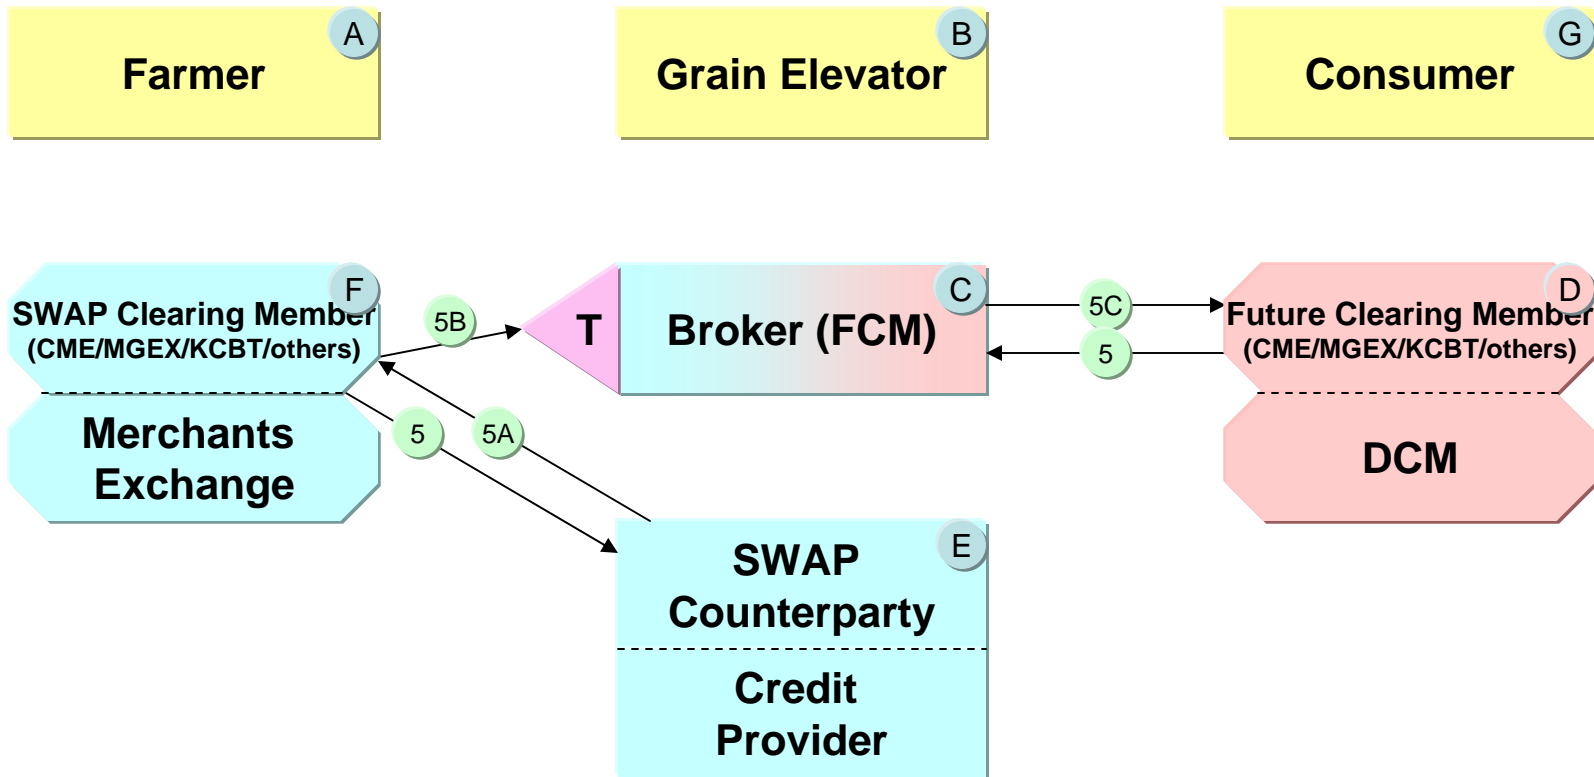 A
Farmer
B
Grain Elevator
G
Consumer
F
SWAP Clearing Member
(CME/MGEX/KCBT/others)
Merchants
Exchange
5B
T
C
Broker (FCM)
5C
5
D
Future Clearing Member
(CME/MGEX/KCBT/others)
DCM
5
5A
E
SWAP
Counterparty
Credit
Provider